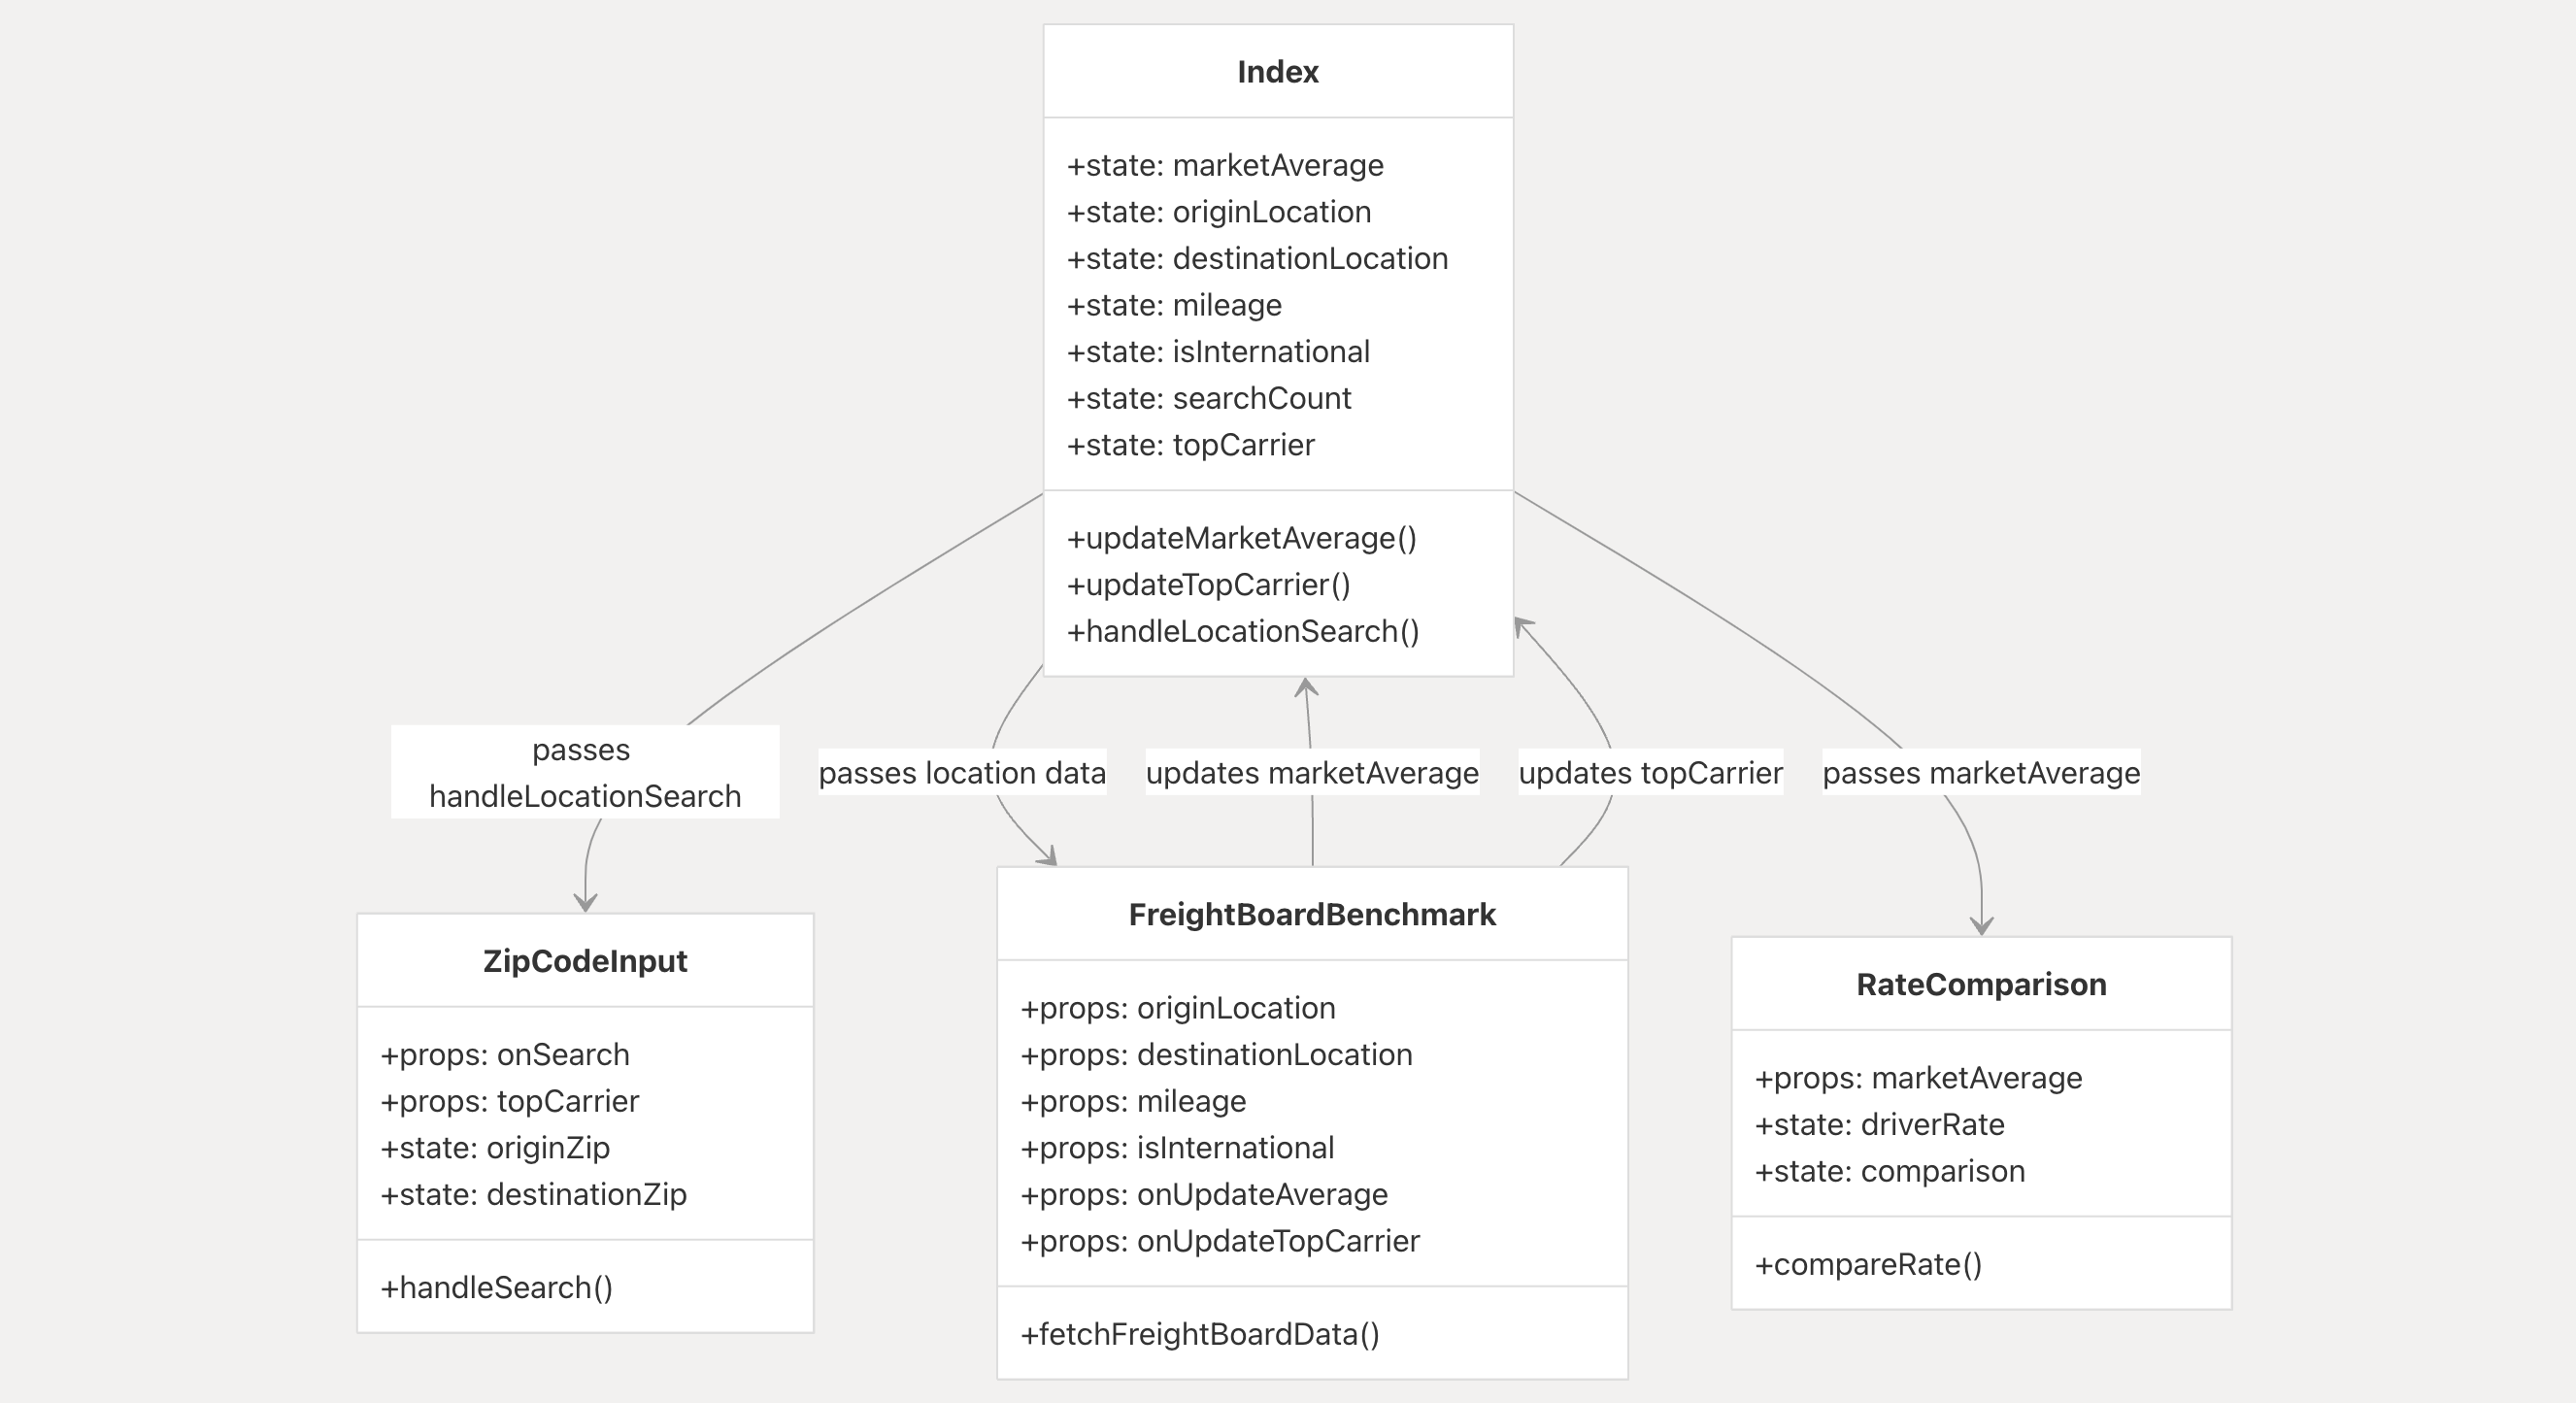 Index
+state: marketAverage
+state: originLocation
+state: destinationLocation
+state: mileage
+state: isInternational
+state: searchCount
+state: topCarrier
+updateMarketAverage()
+updateTopCarrier()
+handleLocationSearch()
passes
handleLocationSearch
passes location data
updates marketAverage
updates topCarrier
passes marketAverage
ZipCodeInput
+props: onSearch
+props: topCarrier
+state: originZip
+state: destinationZip
+handleSearch()
FreightBoardBenchmark
+props: originLocation
+props: destinationLocation
+props: mileage
+props: isInternational
+props: onUpdateAverage
+props: onUpdateTopCarrier
+fetchFreightBoardData()
RateComparison
+props: marketAverage
+state: driverRate
+state: comparison
+compareRate()